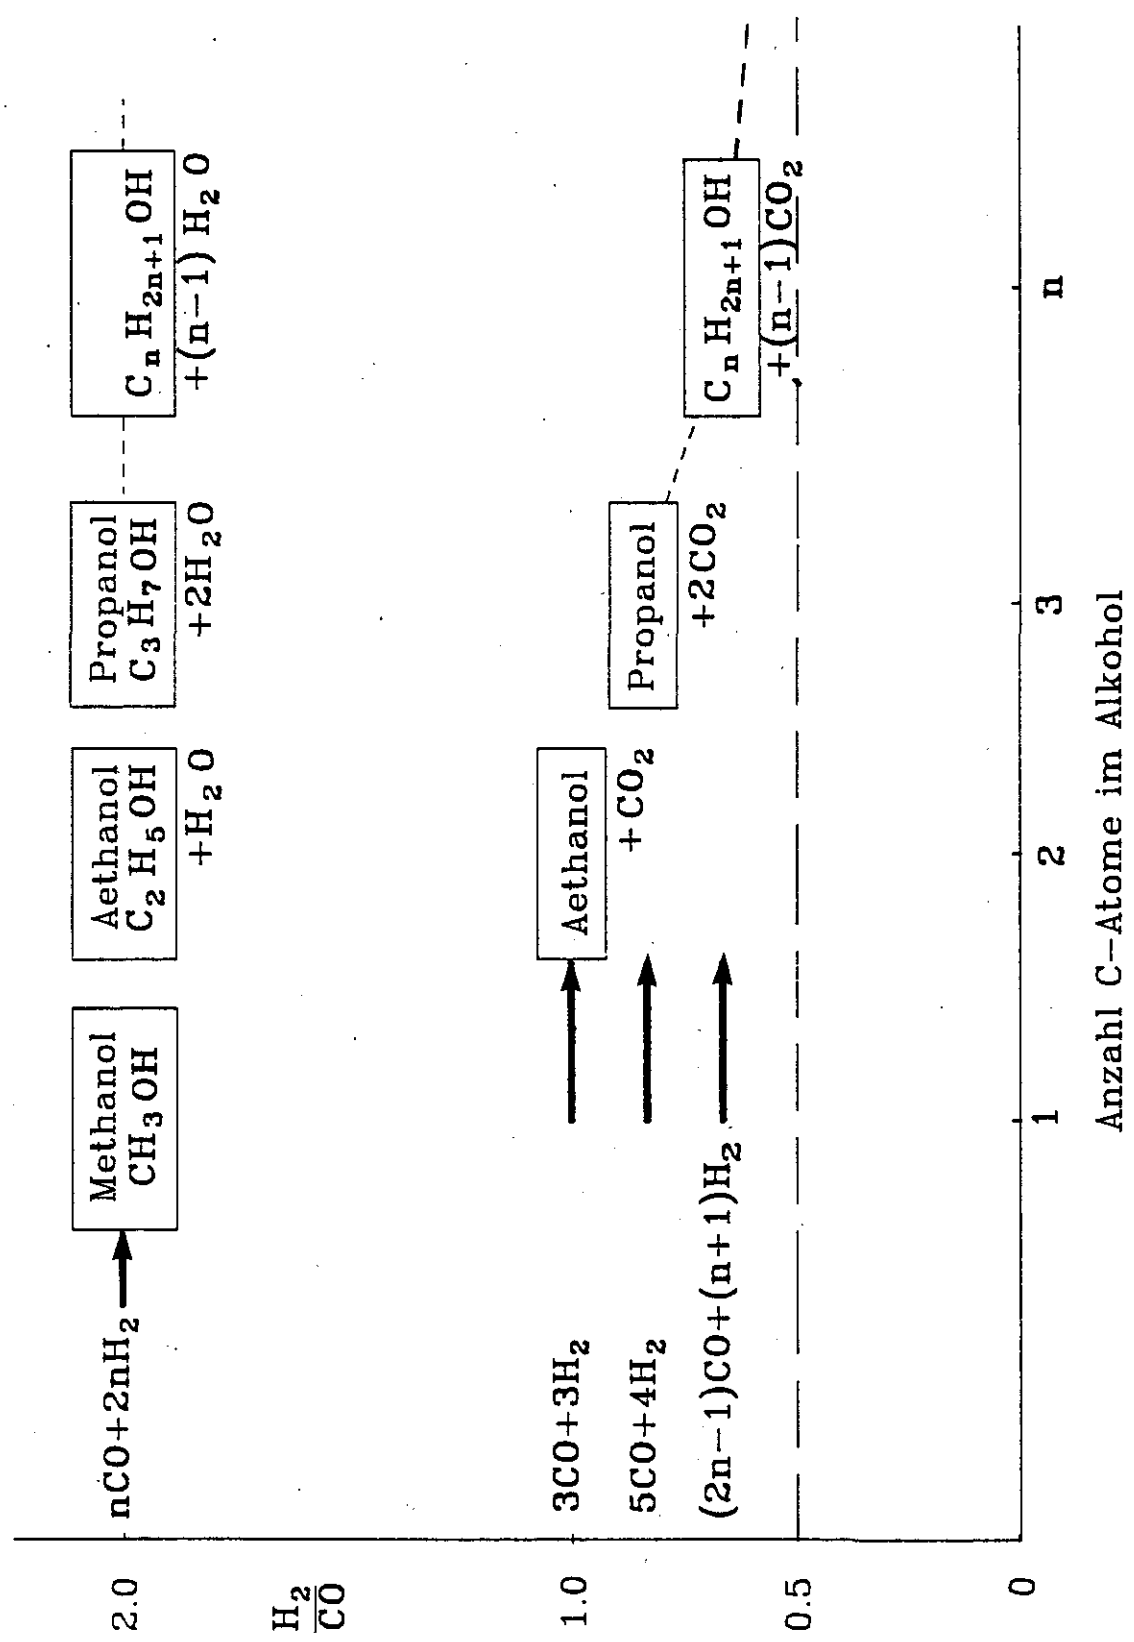 2.0
H₂
CO
1.0
0.5
0
nCO+2nH₂
Methanol
CH₃OH
Aethanol
C₂H₅OH
+H₂O
Propanol
C₃H₇OH
+2H₂O
CₙH₂ₙ₊₁OH
+(n−1)H₂O
3CO+3H₂
Aethanol
+CO₂
5CO+4H₂
Propanol
+2CO₂
(2n−1)CO+(n+1)H₂
CₙH₂ₙ₊₁OH
+(n−1)CO₂
1
2
3
n
Anzahl C−Atome im Alkohol